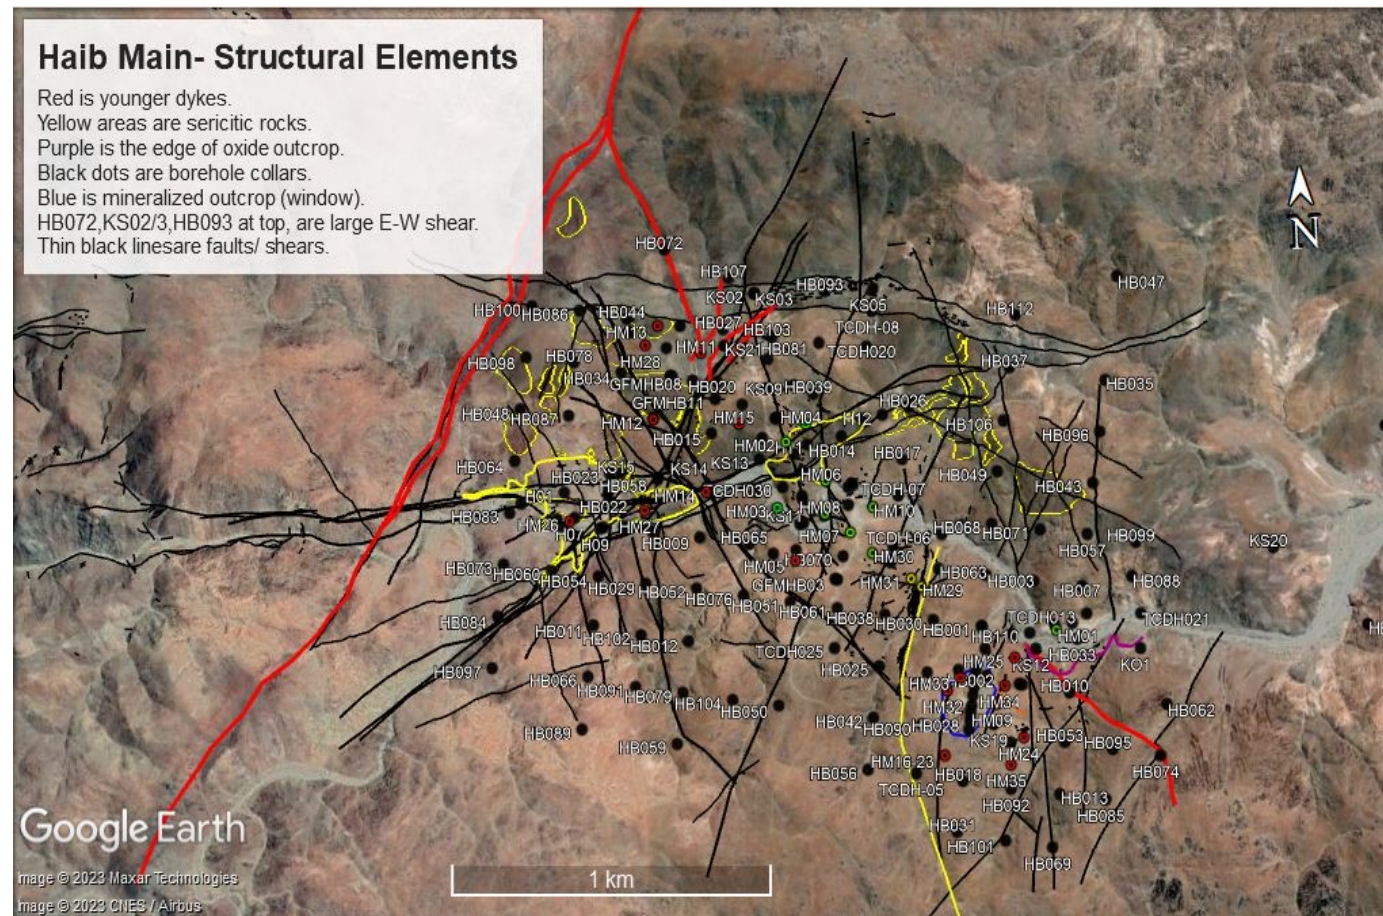 Haib Main- Structural Elements
Red is younger dykes.
Yellow areas are sericitic rocks.
Purple is the edge of oxide outcrop.
Black dots are borehole collars.
Blue is mineralized outcrop (window).
HB072,KS02/3,HB093 at top, are large E-W shear.
Thin black linesare faults/ shears.
N
HB072
HB107
HB093
HB047
KS02
KS03
KS05
HB100
HB086
HB044
HB112
HM13
HB027
HB103
TCDH-08
HM11
KS21
HB081
TCDH020
HB098
HB078
HM28
HB037
HB034
GFMHB08
HB020
KS09
HB039
HB035
GFMHB11
HB026
HB048
HB087
HM12
HM15
HM04
H12
HB106
HB096
HB015
HM02
H11
HB014
HB017
HB064
KS15
KS14
KS13
HB023
HM06
HB049
HB043
HB058
H01
HM14
TCDH030
TCDH-07
HB083
HB022
HM03
HM08
HM10
HM26
HM27
KS11
H07
H09
HB009
HB065
HM07
TCDH-06
HB068
HB071
HB099
KS20
HB057
HM05
HB070
HM30
HB073
HB060
HB054
HB029
HB052
GFMHB03
HM31
HB063
HB003
HB007
HB088
HM29
HB076
HB051
HB061
HB038
HB030
HB084
HB001
TCDH013
TCDH021
HB011
HB102
HB012
HB110
HM01
TCDH025
HB033
HB097
HB025
HM25
KS12
KO1
HB066
HM33
HB002
HB010
HB091
HB079
HB104
HB050
HM32
HM34
HB062
HB042
HB090
HB028
HM09
HB089
HB059
KS19
HB053
HB095
HM24
HM16-23
HB056
HB018
HM35
HB074
TCDH-05
HB092
HB013
HB085
HB031
HB101
HB069
Google Earth
1 km
Image © 2023 Maxar Technologies
Image © 2023 CNES / Airbus